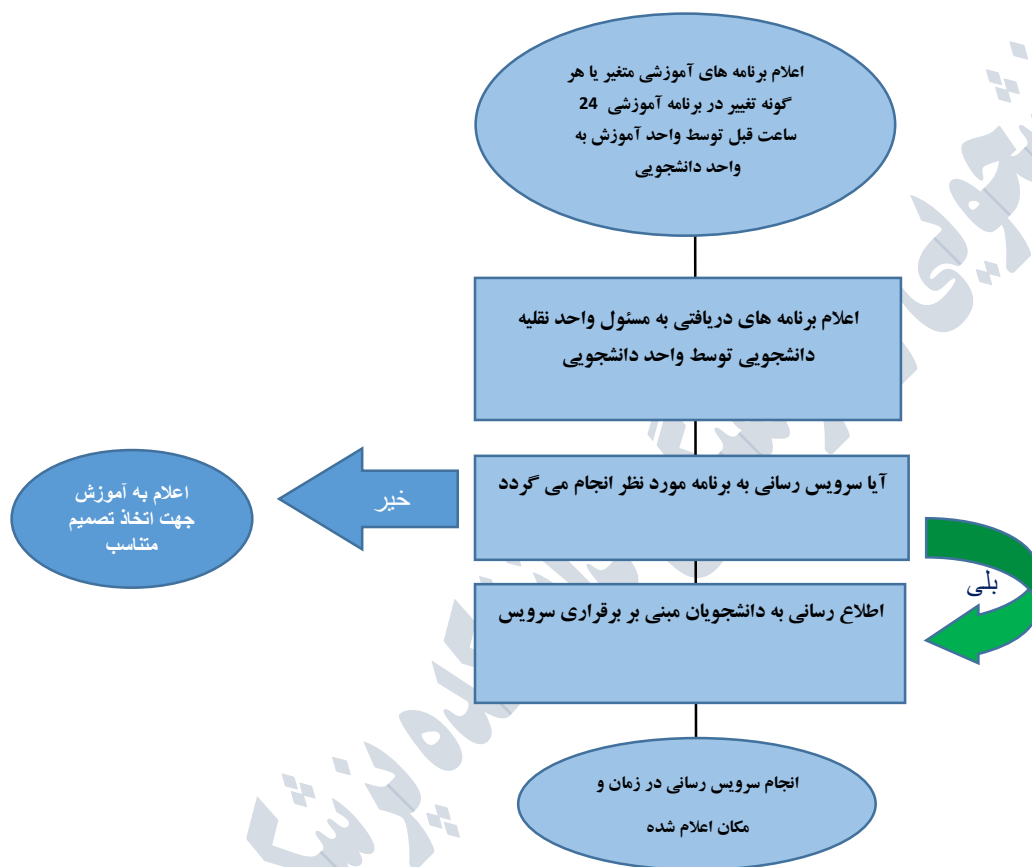 اعلام برنامه های آموزشی متغیر یا هر
گونه تغییر در برنامه آموزشی 24
ساعت قبل توسط واحد آموزش به
واحد دانشجویی
اعلام برنامه های دریافتی به مسئول واحد نقلیه
دانشجویی توسط واحد دانشجویی
آیا سرویس رسانی به برنامه مورد نظر انجام می گردد
خیر
اعلام به آموزش
جهت اتخاذ تصمیم
متناسب
بلی
اطلاع رسانی به دانشجویان مبنی بر برقراری سرویس
انجام سرویس رسانی در زمان و
مکان اعلام شده